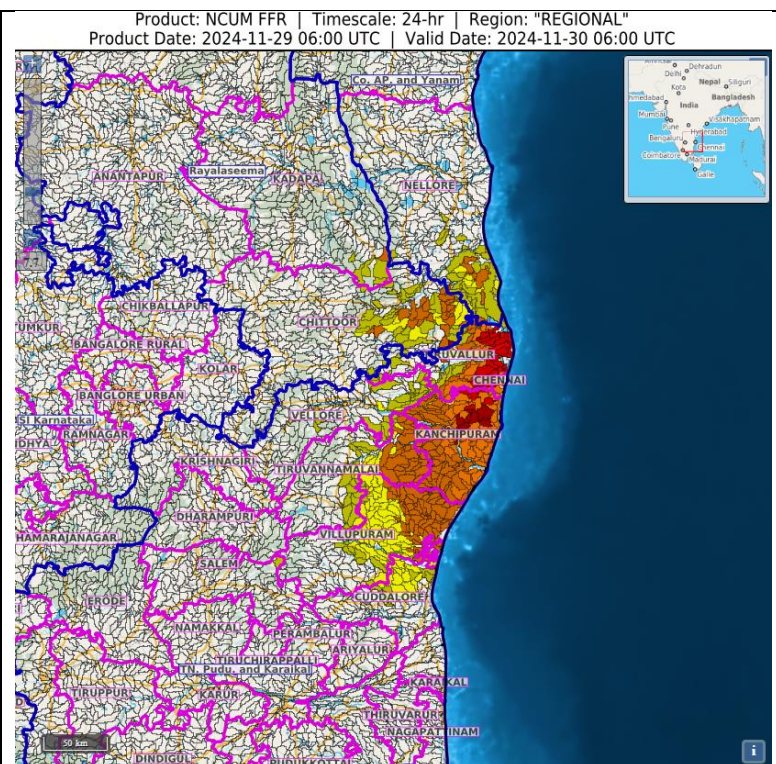 Product: NCUM FFR | Timescale: 24-hr | Region: "REGIONAL"
Product Date: 2024-11-29 06:00 UTC | Valid Date: 2024-11-30 06:00 UTC
Co. AP. and Yanam
Dehradun
Delhi
Nepal
Siliguri
Kota
Bangladesh
India
Mumbai
Visakhapatnam
Pune
Hyderabad
Bengaluru
Chennai
Coimbatore
Madurai
Galle
ANANTAPUR
Rayalaseema
KADAPA
NELLORE
CHIKBALLAPUR
CHITTOOR
UMKUR
BANGALORE RURAL
UVALLUR
KOLAR
CHENNAI
BANGLORE URBAN
SI Karnataka
VELLORE
RAMNAGAR
KANCHIPURAM
KRISHNAGIRI
TIRUVANNAMALAI
DHARAMPURI
HAMARAJANAGAR
VILLUPURAM
SALEM
ERODE
CUDDALORE
NAMAKKAL
PERAMBALUR
ARIYALUR
TIRUCHIRAPPALLI
TN. Pudu. and Karaikal
KARAIKAL
TIRUPPUR
KARUR
THIRUVARUR
NAGAPATTINAM
50 km
DINDIGUL
PUDUKKOTTAI
i